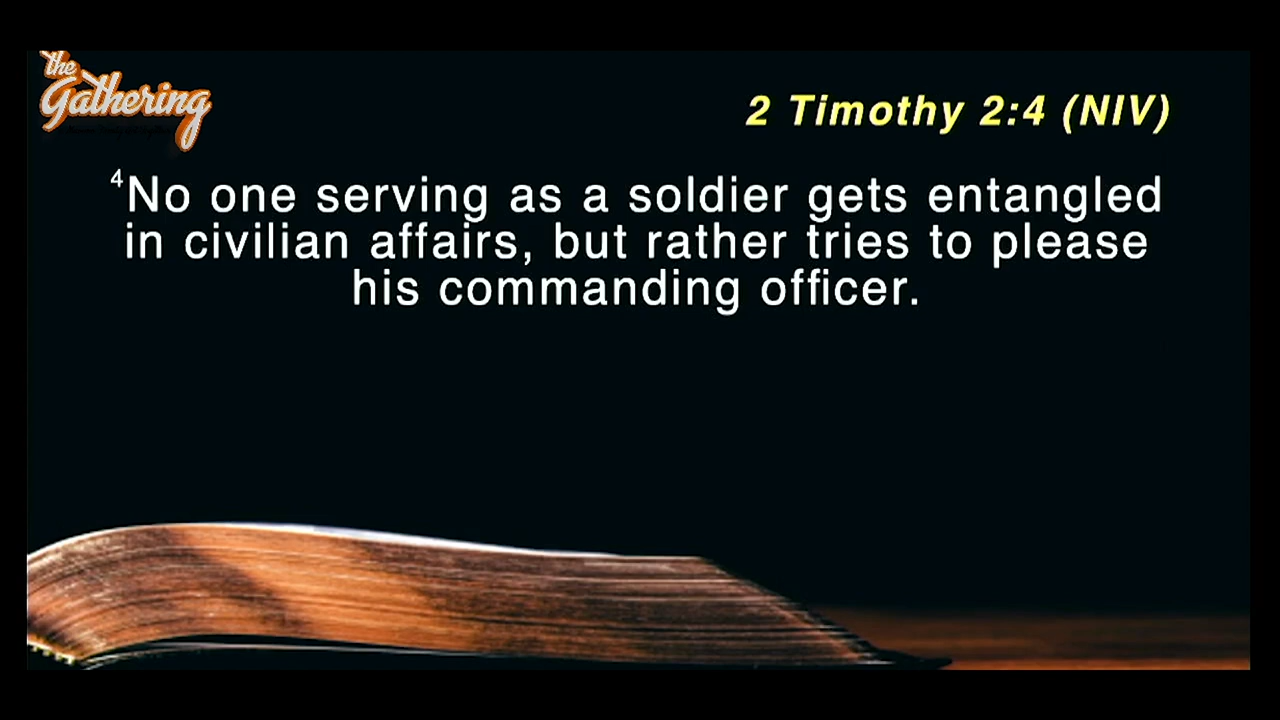 the
Gathering
2 Timothy 2:4 (NIV)
4No one serving as a soldier gets entangled
in civilian affairs, but rather tries to please
his commanding officer.